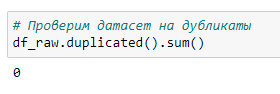 # Проверим датасет на дубликаты
df_raw.duplicated().sum()
0